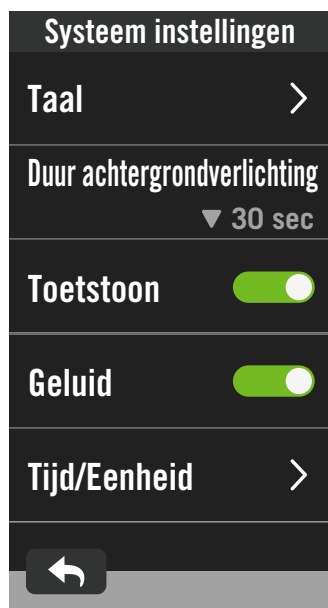 Systeem instellingen
Taal
Duur achtergrondverlichting
▼ 30 sec
Toetstoon
Geluid
Tijd/Eenheid